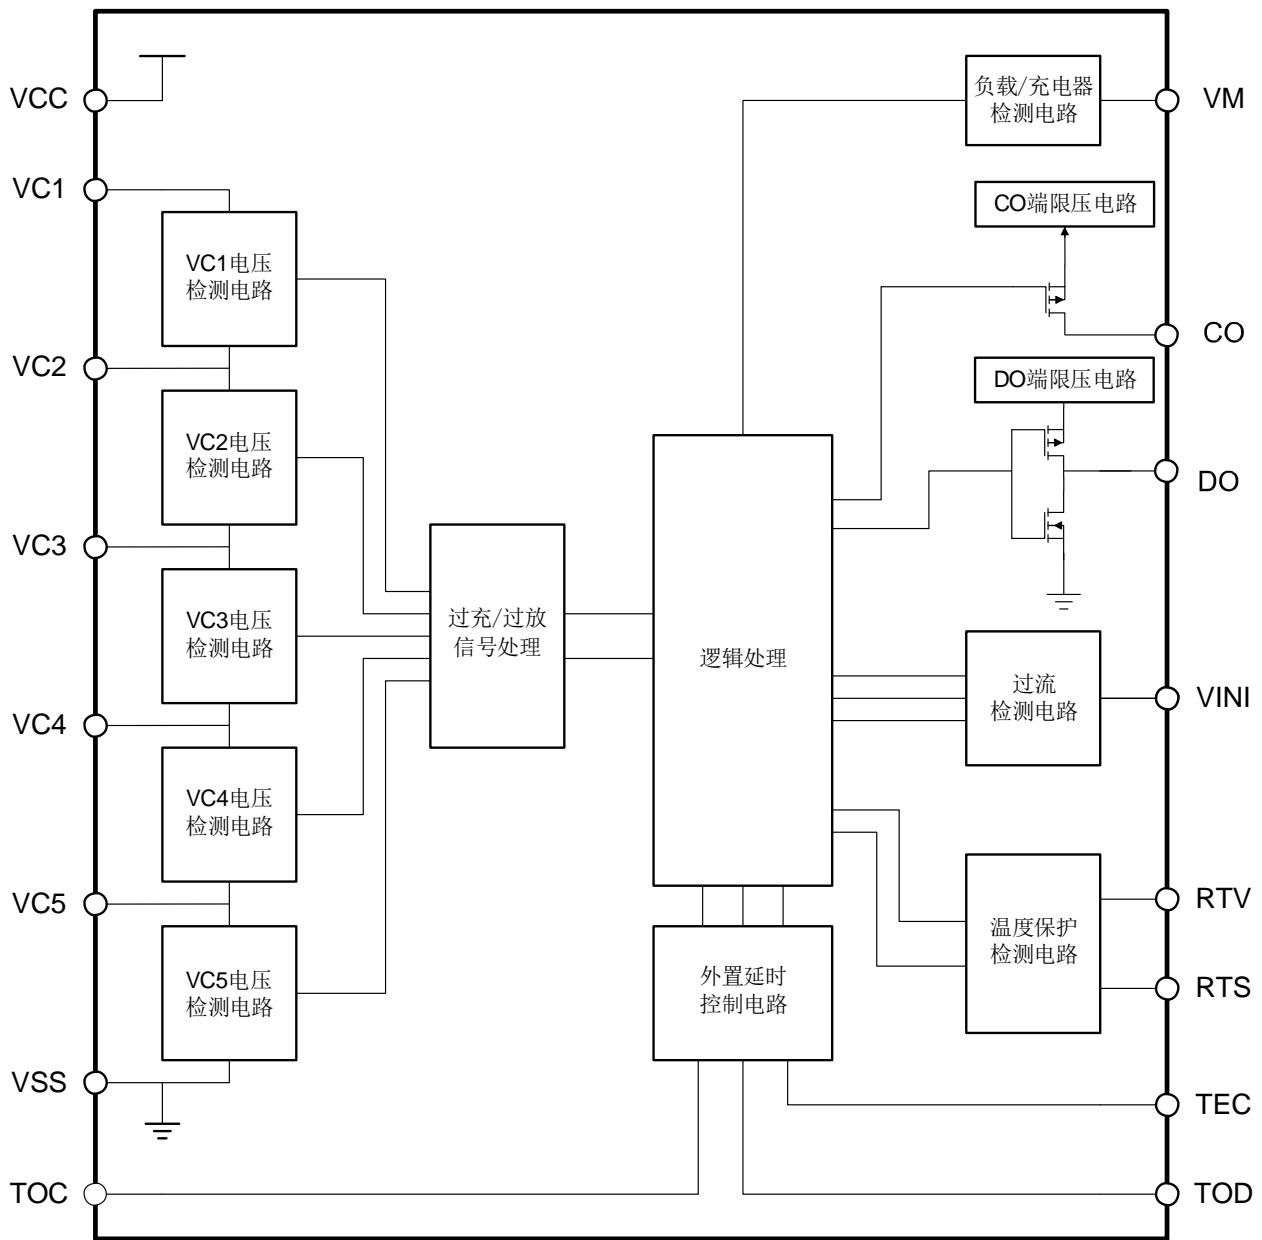 VCC
VC1
VC2
VC3
VC4
VC5
VSS
TOC
VC1电压
检测电路
VC2电压
检测电路
VC3电压
检测电路
VC4电压
检测电路
VC5电压
检测电路
过充/过放
信号处理
逻辑处理
外置延时
控制电路
负载/充电器
检测电路
CO端限压电路
DO端限压电路
过流
检测电路
温度保护
检测电路
VM
CO
DO
VINI
RTV
RTS
TEC
TOD